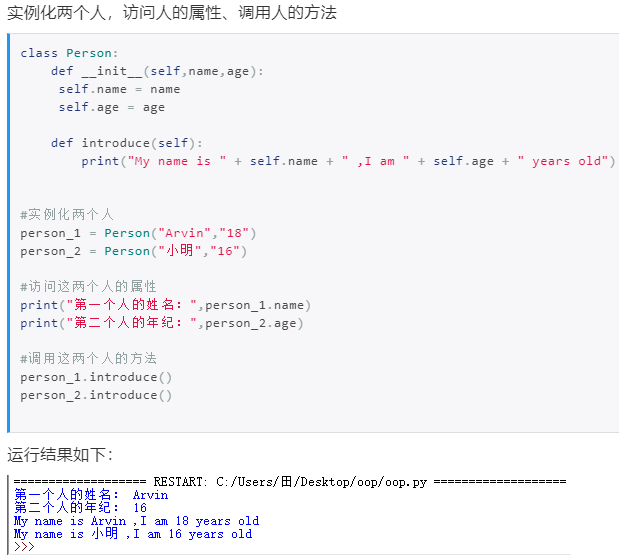 实例化两个人，访问人的属性、调用人的方法
class Person:
    def __init__(self,name,age):
     self.name = name
     self.age = age
    def introduce(self):
        print("My name is " + self.name + " ,I am " + self.age + " years old")
#实例化两个人
person_1 = Person("Arvin","18")
person_2 = Person("小明","16")
#访问这两个人的属性
print("第一个人的姓名：",person_1.name)
print("第二个人的年纪：",person_2.age)
#调用这两个人的方法
person_1.introduce()
person_2.introduce()
运行结果如下：
=================== RESTART: C:/Users/田/Desktop/oop/oop.py ===================
第一个人的姓名： Arvin
第二个人的年纪： 16
My name is Arvin ,I am 18 years old
My name is 小明 ,I am 16 years old
>>>